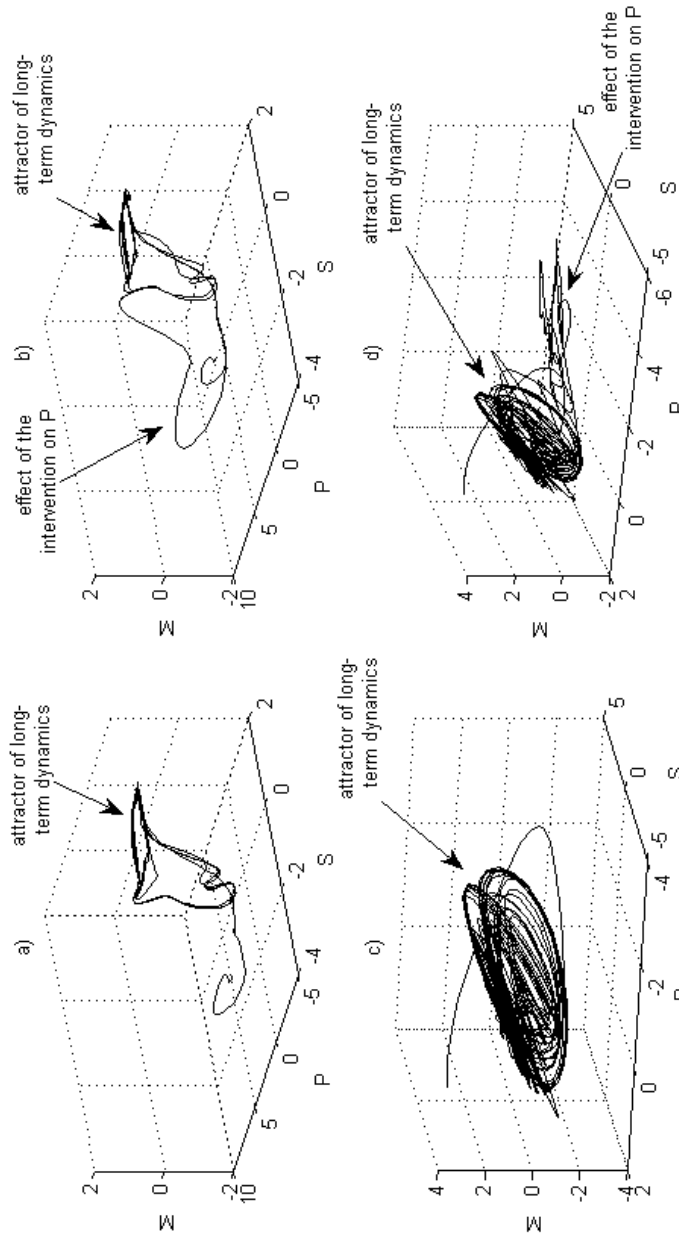 a)
attractor of long-
term dynamics
2
0
-2
M
10
5
0
-5
P
-4
-2
0
2
S
b)
attractor of long-
term dynamics
effect of the
intervention on P
2
0
-2
M
10
5
0
-5
P
-4
-2
0
2
S
c)
attractor of long-
term dynamics
4
2
0
-2
-4
M
2
0
-2
-4
P
-5
0
5
S
d)
attractor of long-
term dynamics
effect of the
intervention on P
4
2
0
-2
M
2
0
-2
-4
-6
P
-5
0
5
S